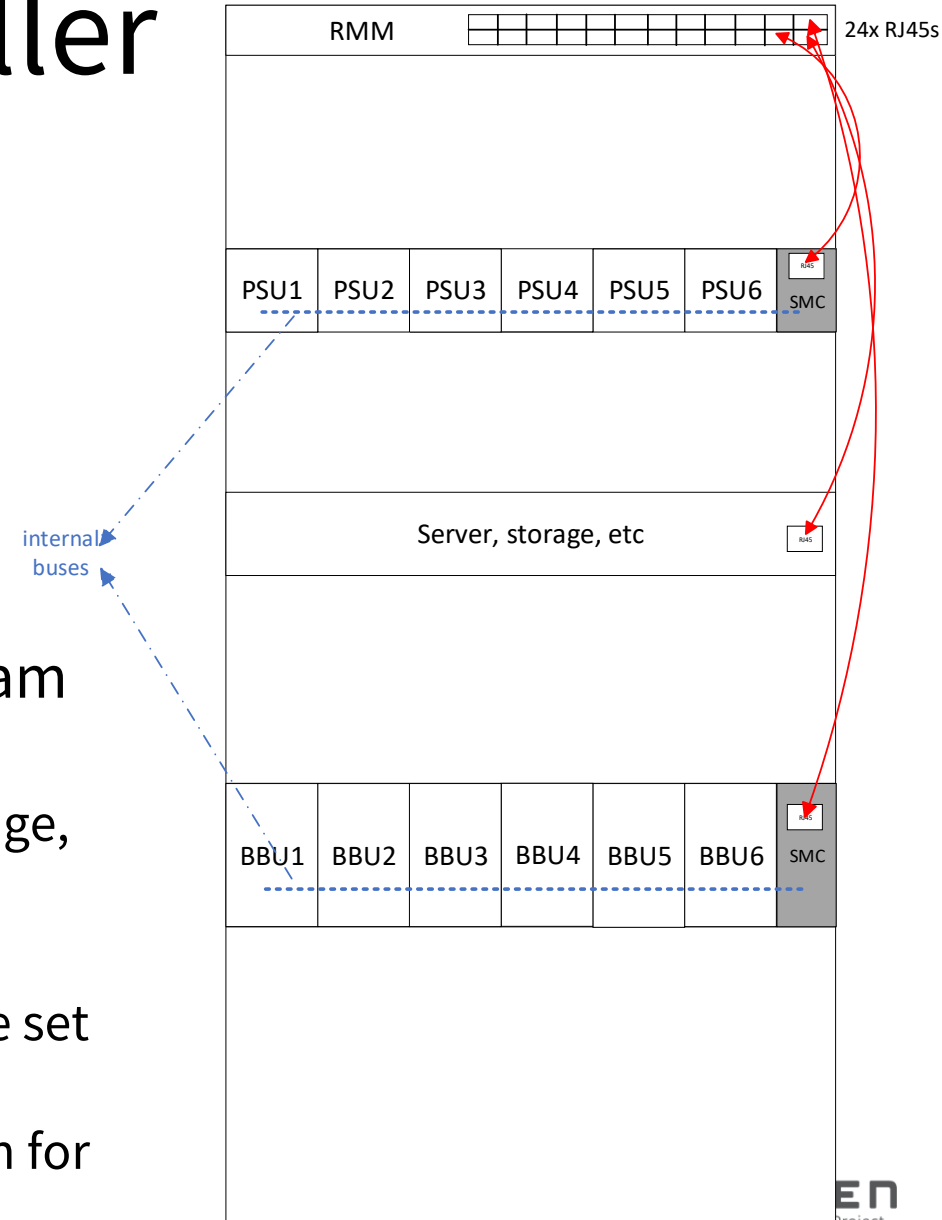 ller
RMM
24x RJ45s
PSU1 PSU2 PSU3 PSU4 PSU5 PSU6
RJ45
SMC
internal
buses
Server, storage, etc
RJ45
am
ge,
BBU1 BBU2 BBU3 BBU4 BBU5 BBU6
RJ45
SMC
e set
n for
EN
Project